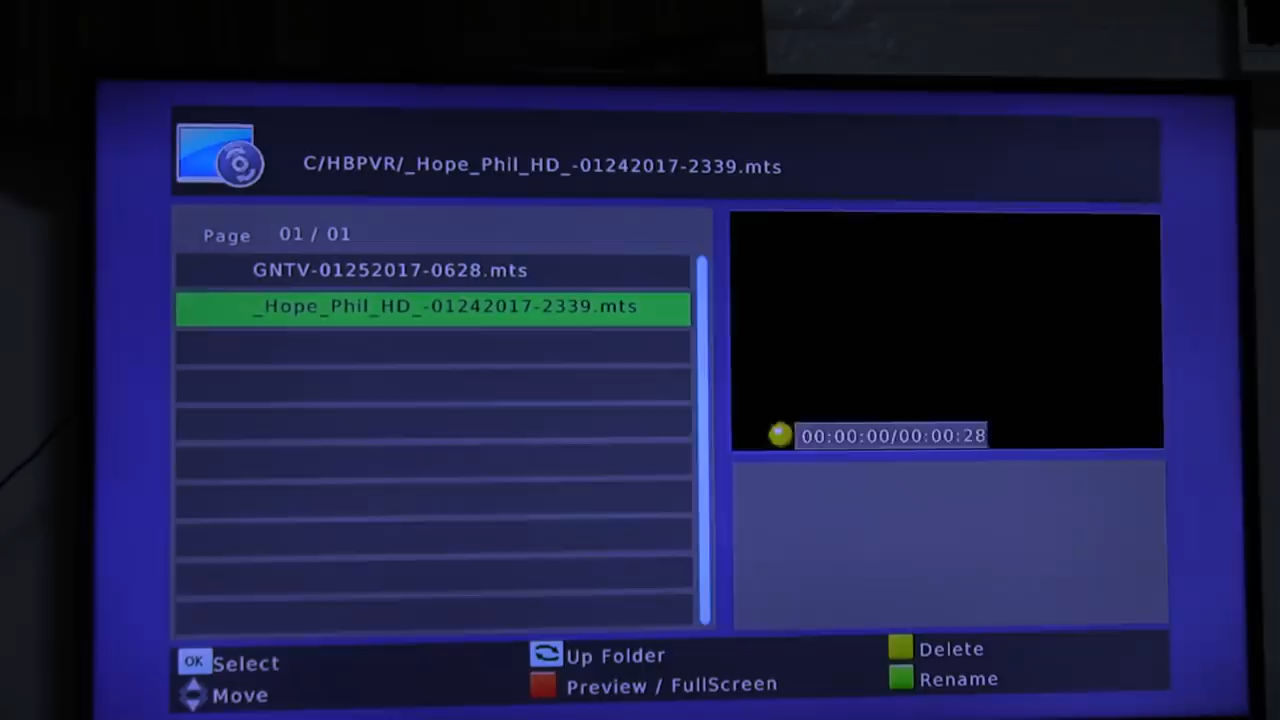 C/HBPVR/_Hope_Phil_HD_-01242017-2339.mts
Page 01 / 01
GNTV-01252017-0628.mts
_Hope_Phil_HD_-01242017-2339.mts
00:00:00/00:00:28
OK Select
Up Folder
Delete
Move
Preview / FullScreen
Rename